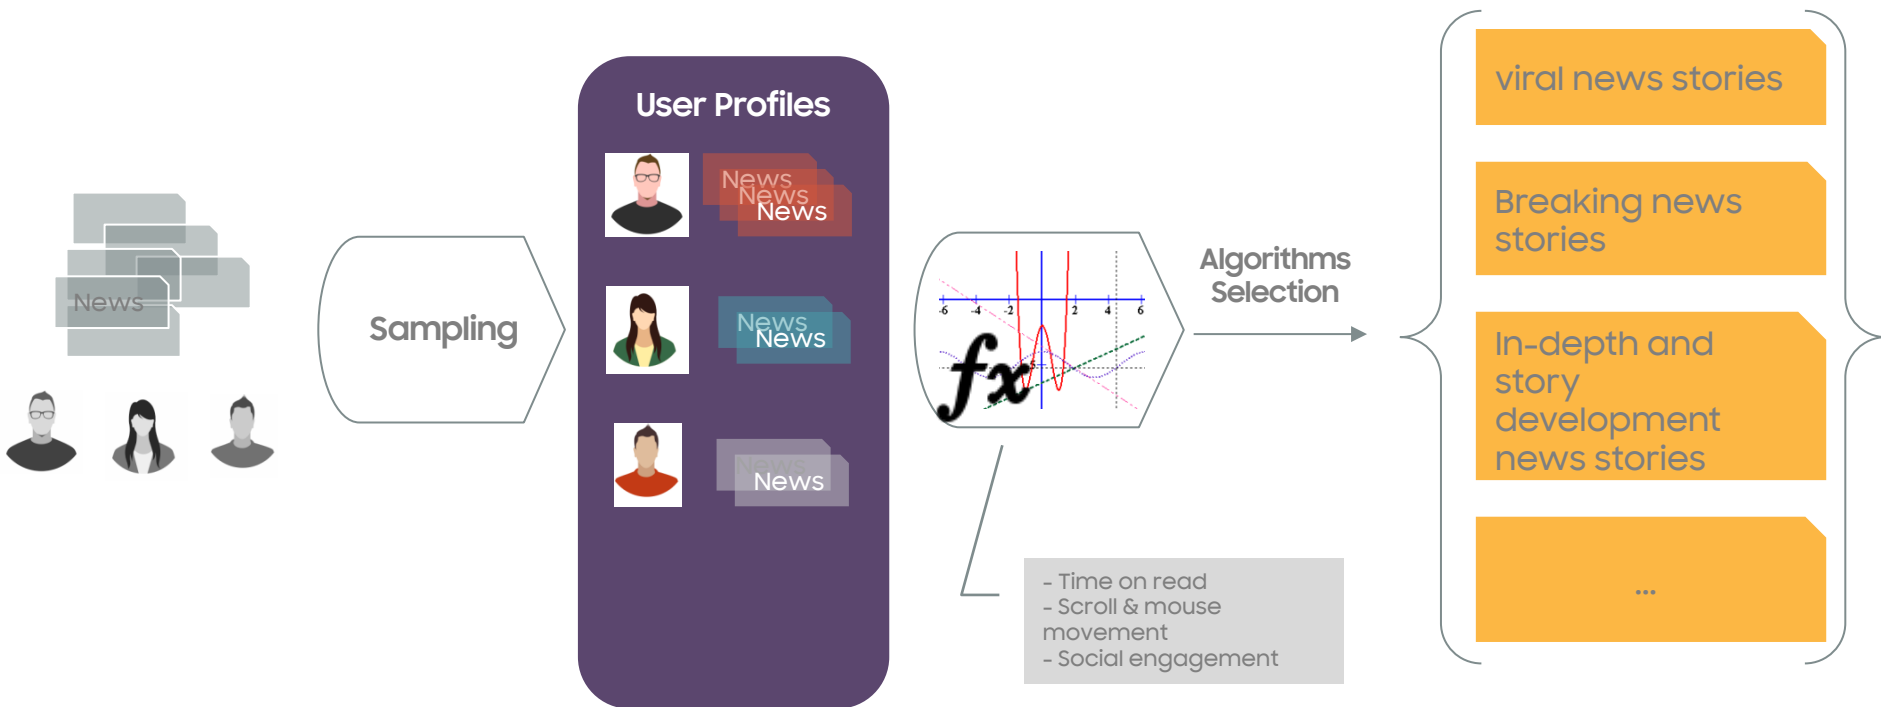 News
Sampling
User Profiles
News
News
News
News
News
News
News
-6
-4
-2
2
4
6
fx
Algorithms
Selection
- Time on read
- Scroll & mouse
movement
- Social engagement
viral news stories
Breaking news
stories
In-depth and
story
development
news stories
...